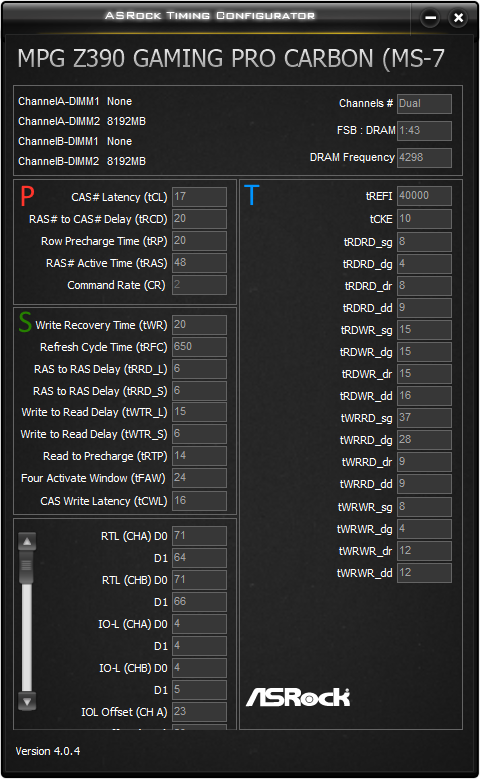 ASRock Timing Configurator
MPG Z390 GAMING PRO CARBON (MS-7
ChannelA-DIMM1 None
ChannelA-DIMM2 8192MB
ChannelB-DIMM1 None
ChannelB-DIMM2 8192MB
Channels # Dual
FSB : DRAM 1:43
DRAM Frequency 4298
P
CAS# Latency (tCL) 17
RAS# to CAS# Delay (tRCD) 20
Row Precharge Time (tRP) 20
RAS# Active Time (tRAS) 48
Command Rate (CR) 2
S
Write Recovery Time (tWR) 20
Refresh Cycle Time (tRFC) 650
RAS to RAS Delay (tRRD_L) 6
RAS to RAS Delay (tRRD_S) 6
Write to Read Delay (tWTR_L) 15
Write to Read Delay (tWTR_S) 6
Read to Precharge (tRTP) 14
Four Activate Window (tFAW) 24
CAS Write Latency (tCWL) 16
RTL (CHA) D0 71
D1 64
RTL (CHB) D0 71
D1 66
IO-L (CHA) D0 4
D1 4
IO-L (CHB) D0 4
D1 5
IOL Offset (CH A) 23
T
tREFI 40000
tCKE 10
tRDRD_sg 8
tRDRD_dg 4
tRDRD_dr 8
tRDRD_dd 9
tRDWR_sg 15
tRDWR_dg 15
tRDWR_dr 15
tRDWR_dd 16
tWRRD_sg 37
tWRRD_dg 28
tWRRD_dr 9
tWRRD_dd 9
tWRWR_sg 8
tWRWR_dg 4
tWRWR_dr 12
tWRWR_dd 12
ASRock
Version 4.0.4